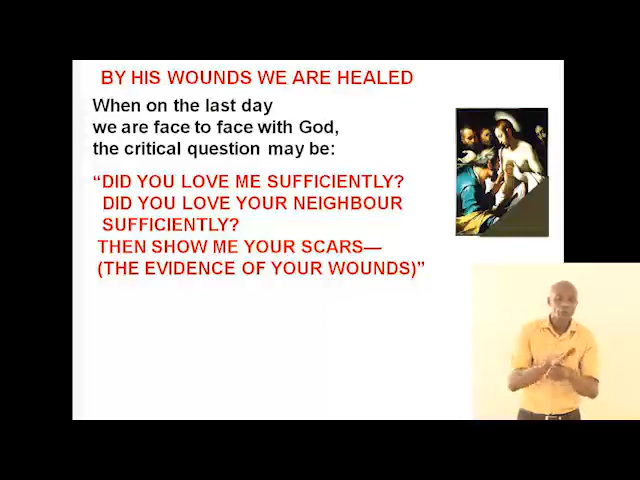 BY HIS WOUNDS WE ARE HEALED
When on the last day
we are face to face with God,
the critical question may be:
“DID YOU LOVE ME SUFFICIENTLY?
DID YOU LOVE YOUR NEIGHBOUR
SUFFICIENTLY?
THEN SHOW ME YOUR SCARS—
(THE EVIDENCE OF YOUR WOUNDS)”